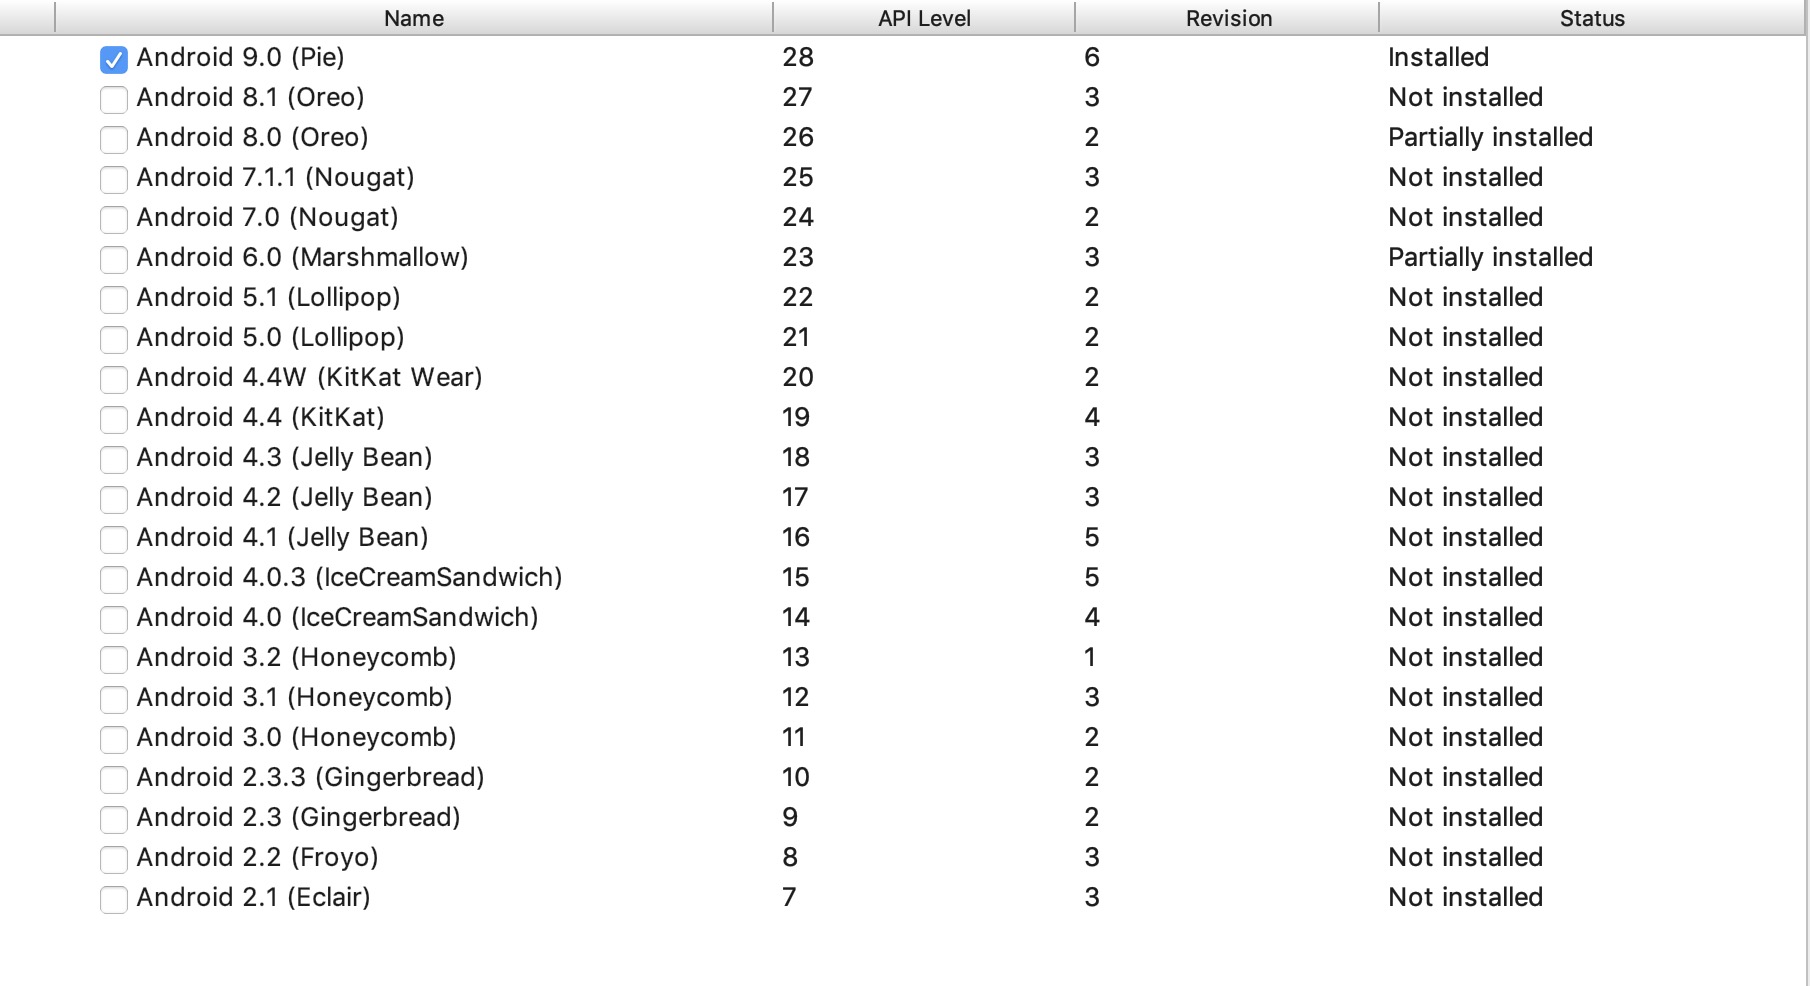 Name API Level Revision Status
Android 9.0 (Pie) 28 6 Installed
Android 8.1 (Oreo) 27 3 Not installed
Android 8.0 (Oreo) 26 2 Partially installed
Android 7.1.1 (Nougat) 25 3 Not installed
Android 7.0 (Nougat) 24 2 Not installed
Android 6.0 (Marshmallow) 23 3 Partially installed
Android 5.1 (Lollipop) 22 2 Not installed
Android 5.0 (Lollipop) 21 2 Not installed
Android 4.4W (KitKat Wear) 20 2 Not installed
Android 4.4 (KitKat) 19 4 Not installed
Android 4.3 (Jelly Bean) 18 3 Not installed
Android 4.2 (Jelly Bean) 17 3 Not installed
Android 4.1 (Jelly Bean) 16 5 Not installed
Android 4.0.3 (IceCreamSandwich) 15 5 Not installed
Android 4.0 (IceCreamSandwich) 14 4 Not installed
Android 3.2 (Honeycomb) 13 1 Not installed
Android 3.1 (Honeycomb) 12 3 Not installed
Android 3.0 (Honeycomb) 11 2 Not installed
Android 2.3.3 (Gingerbread) 10 2 Not installed
Android 2.3 (Gingerbread) 9 2 Not installed
Android 2.2 (Froyo) 8 3 Not installed
Android 2.1 (Eclair) 7 3 Not installed